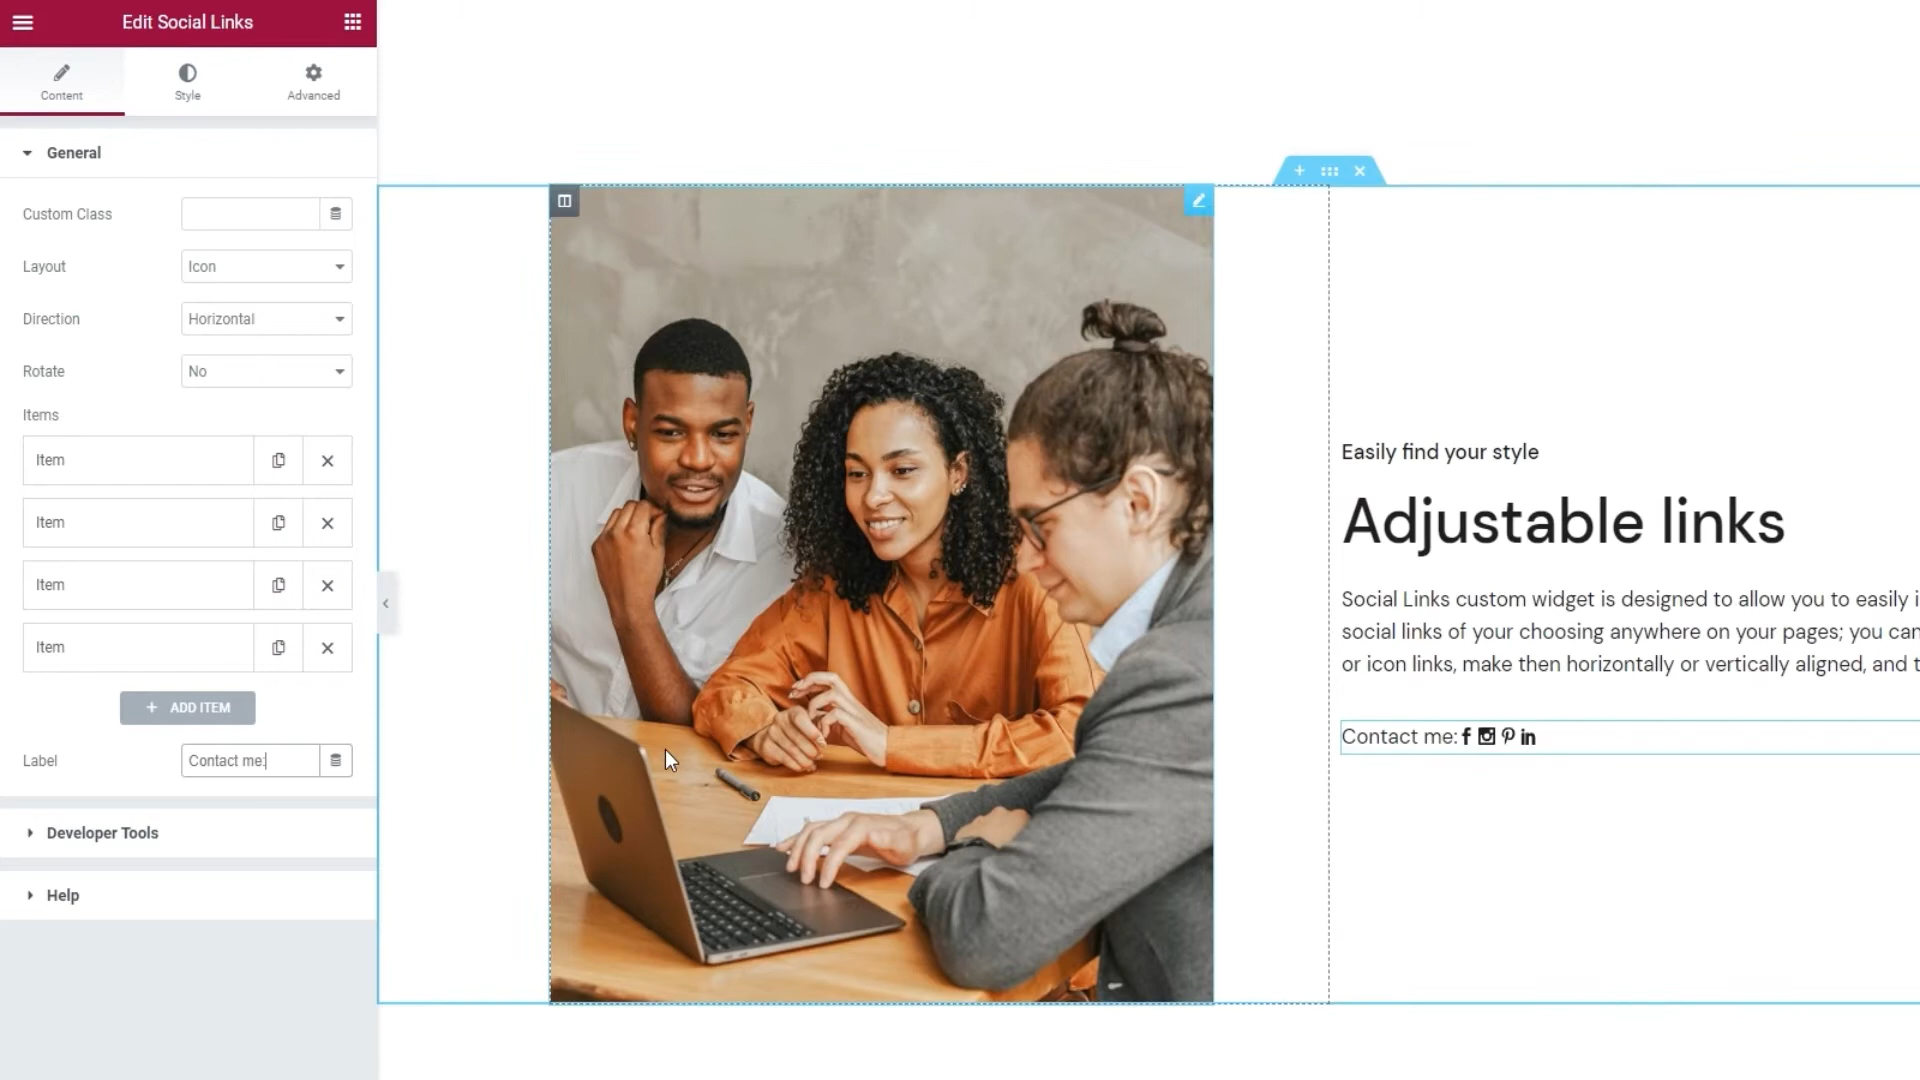 Edit Social Links
Content
Style
Advanced
General
Custom Class
Layout
Icon
Direction
Horizontal
Rotate
No
Items
Item
Item
Item
Item
+ ADD ITEM
Label
Contact me:
Developer Tools
Help
Easily find your style
Adjustable links
Social Links custom widget is designed to allow you to easily
social links of your choosing anywhere on your pages; you can
or icon links, make then horizontally or vertically aligned, and
Contact me: